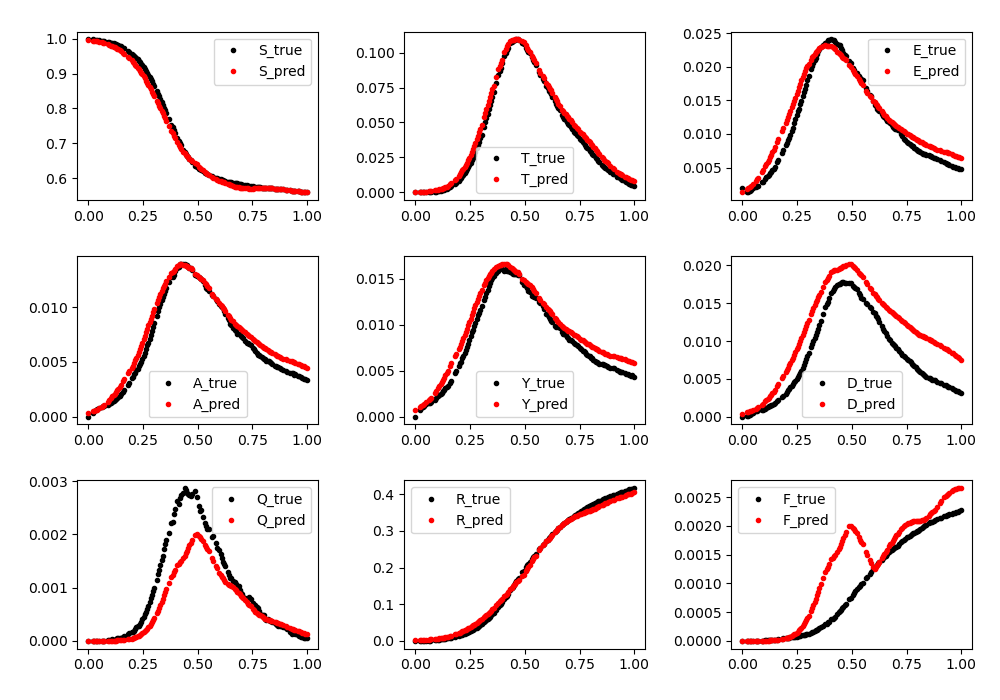 1.0
0.9
0.8
0.7
0.6
S_true
S_pred
0.00 0.25 0.50 0.75 1.00
0.100
0.075
0.050
0.025
0.000
T_true
T_pred
0.00 0.25 0.50 0.75 1.00
0.025
0.020
0.015
0.010
0.005
E_true
E_pred
0.00 0.25 0.50 0.75 1.00
0.010
0.005
0.000
A_true
A_pred
0.00 0.25 0.50 0.75 1.00
0.015
0.010
0.005
0.000
Y_true
Y_pred
0.00 0.25 0.50 0.75 1.00
0.020
0.015
0.010
0.005
0.000
D_true
D_pred
0.00 0.25 0.50 0.75 1.00
0.003
0.002
0.001
0.000
Q_true
Q_pred
0.00 0.25 0.50 0.75 1.00
0.4
0.3
0.2
0.1
0.0
R_true
R_pred
0.00 0.25 0.50 0.75 1.00
0.0025
0.0020
0.0015
0.0010
0.0005
0.0000
F_true
F_pred
0.00 0.25 0.50 0.75 1.00